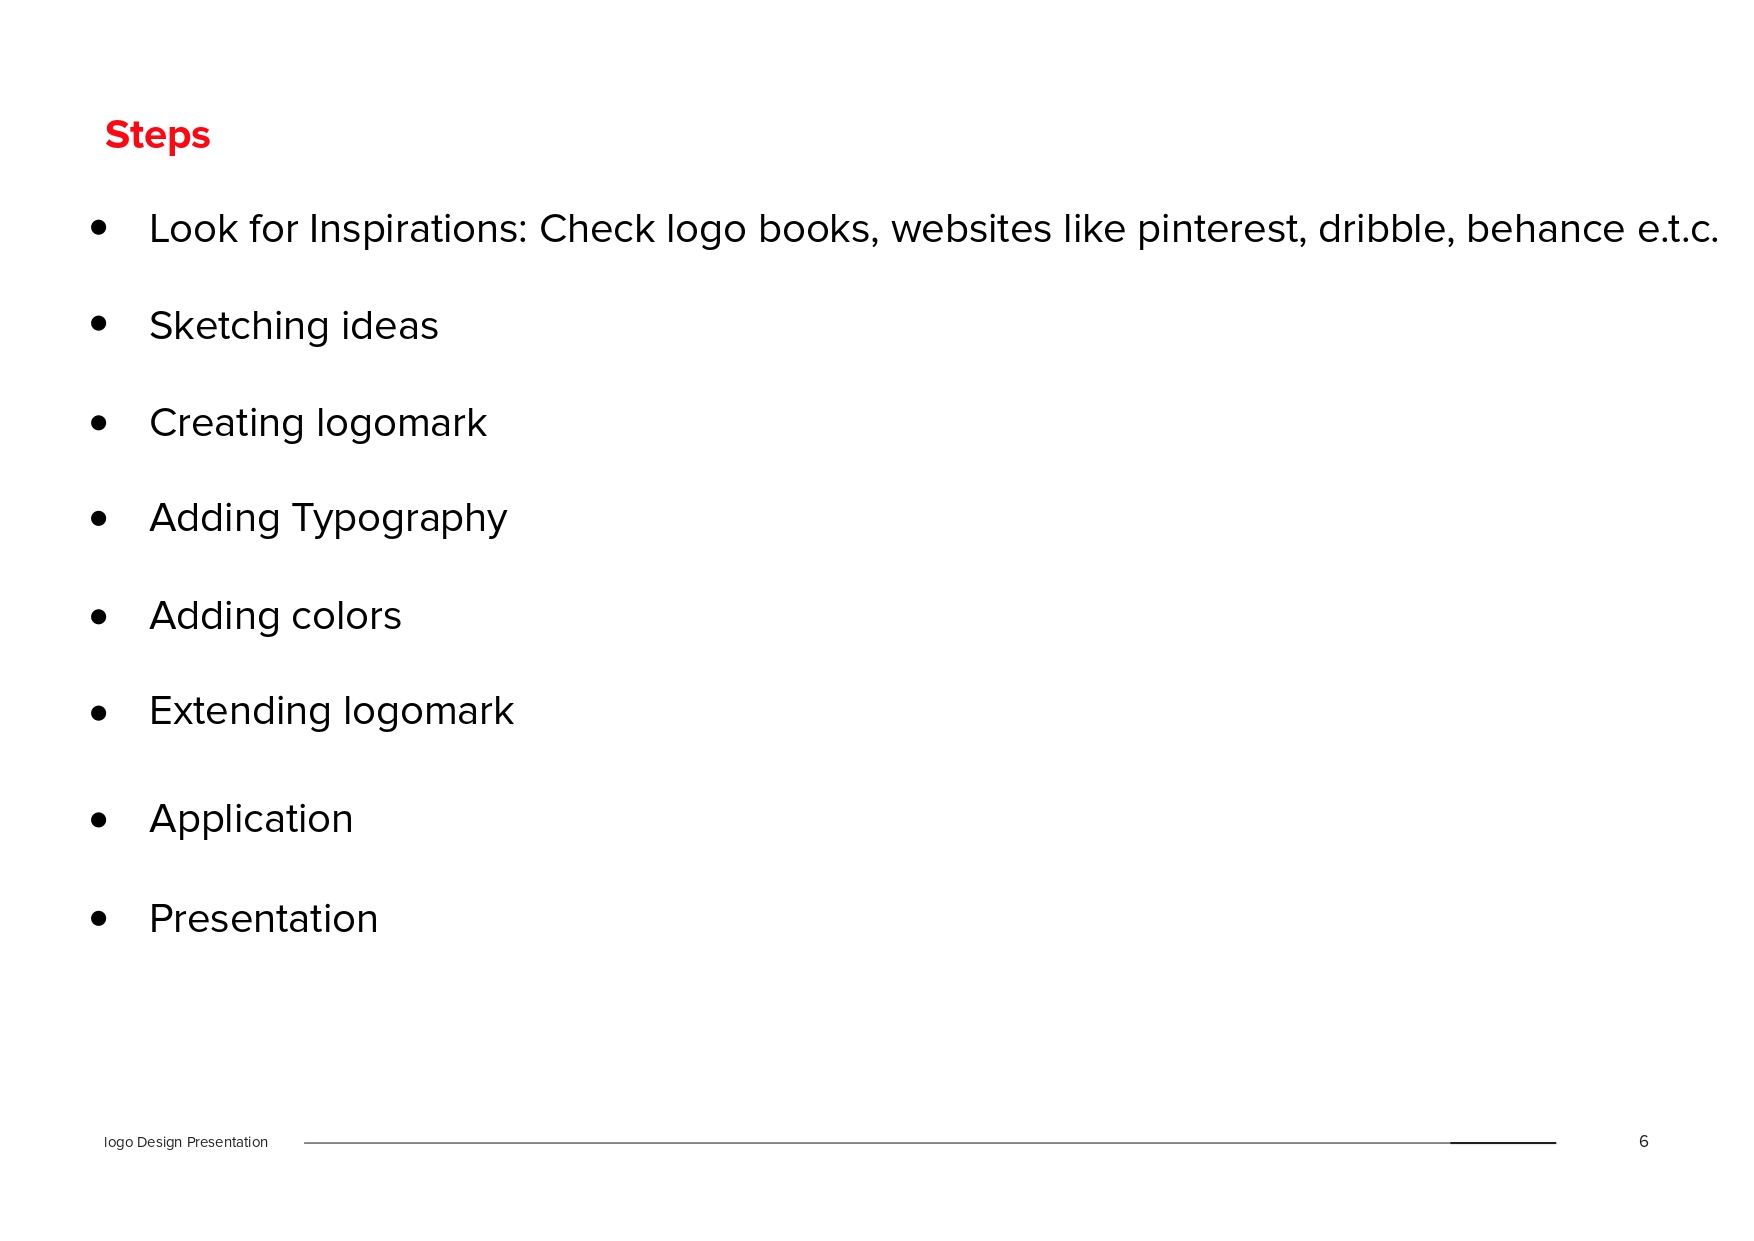 Steps
• Look for Inspirations: Check logo books, websites like pinterest, dribble, behance e.t.c.
• Sketching ideas
• Creating logomark
• Adding Typography
• Adding colors
• Extending logomark
• Application
• Presentation
logo Design Presentation
6